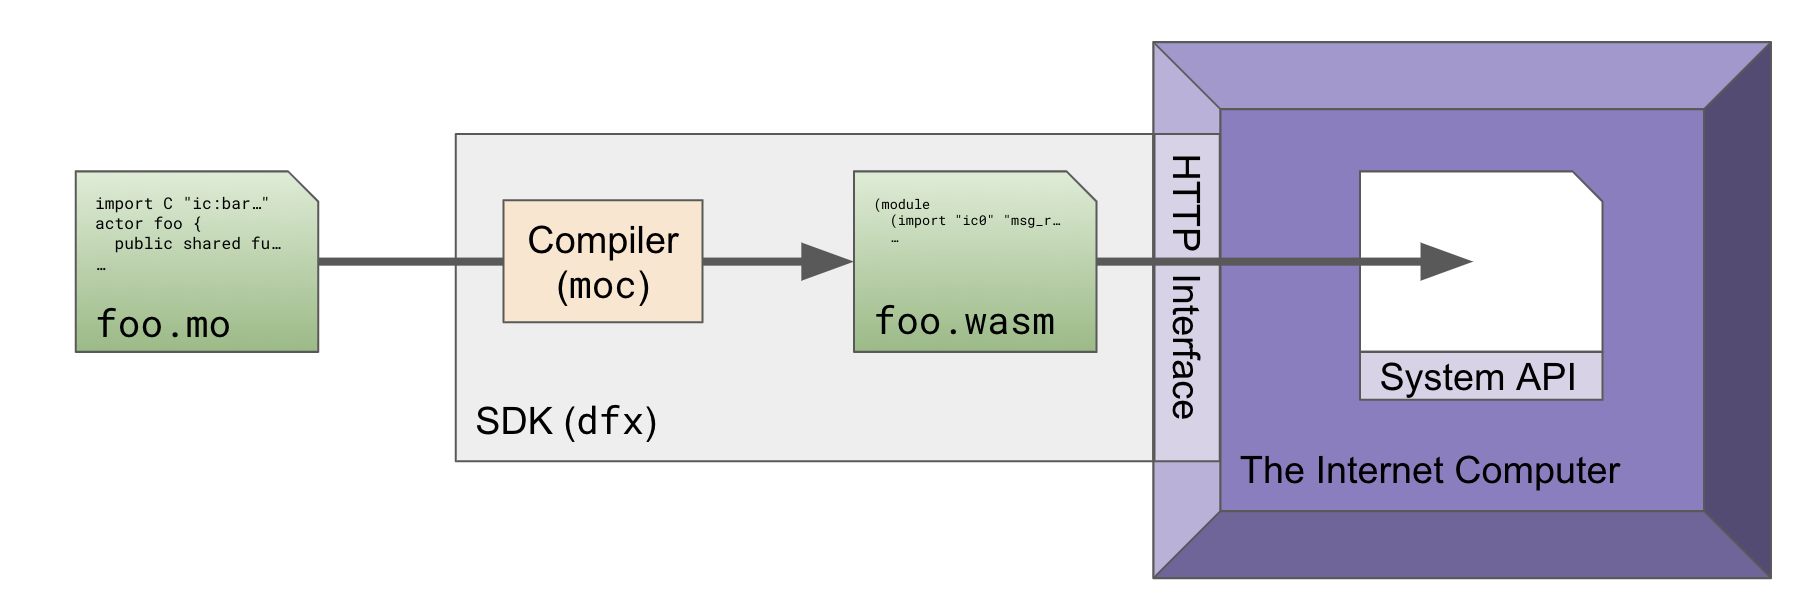 import C "ic:bar…"
actor foo {
  public shared fu…
…
foo.mo
Compiler
(moc)
SDK (dfx)
(module
  (import "ic0" "msg_r…
  …
foo.wasm
HTTP Interface
System API
The Internet Computer